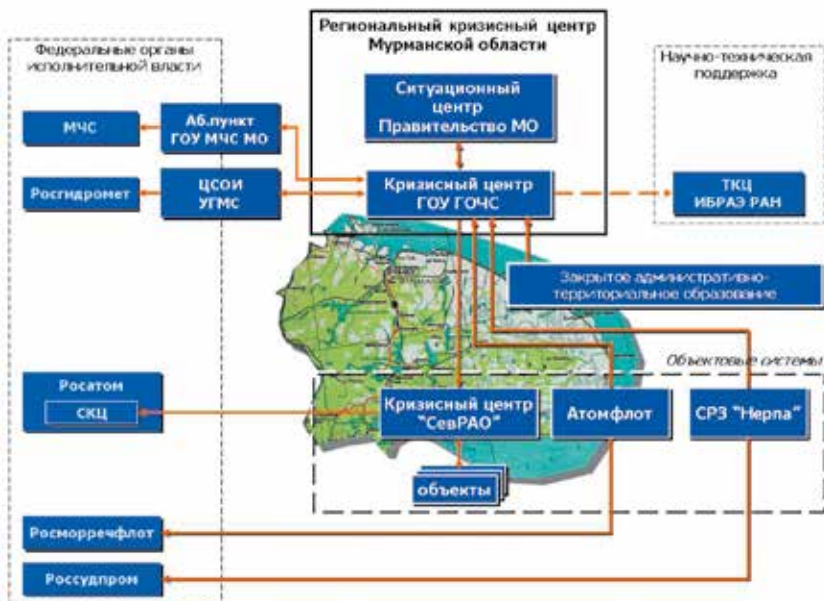 Федеральные органы
исполнительной власти
Региональный кризисный центр
Мурманской области
Научно-техническая
поддержка
Ситуационный
центр
Правительство МО
МЧС
Аб.пункт
ГОУ МЧС МО
Росгидромет
ЦСОИ
УГМС
Кризисный центр
ГОУ ГОЧС
ТКЦ
ИБРАЭ РАН
Закрытое административно-
территориальное образование
Объектовые системы
Росатом
СКЦ
Кризисный центр
"СевРАО"
Атомфлот
СРЗ "Нерпа"
объекты
Росморречфлот
Россудпром